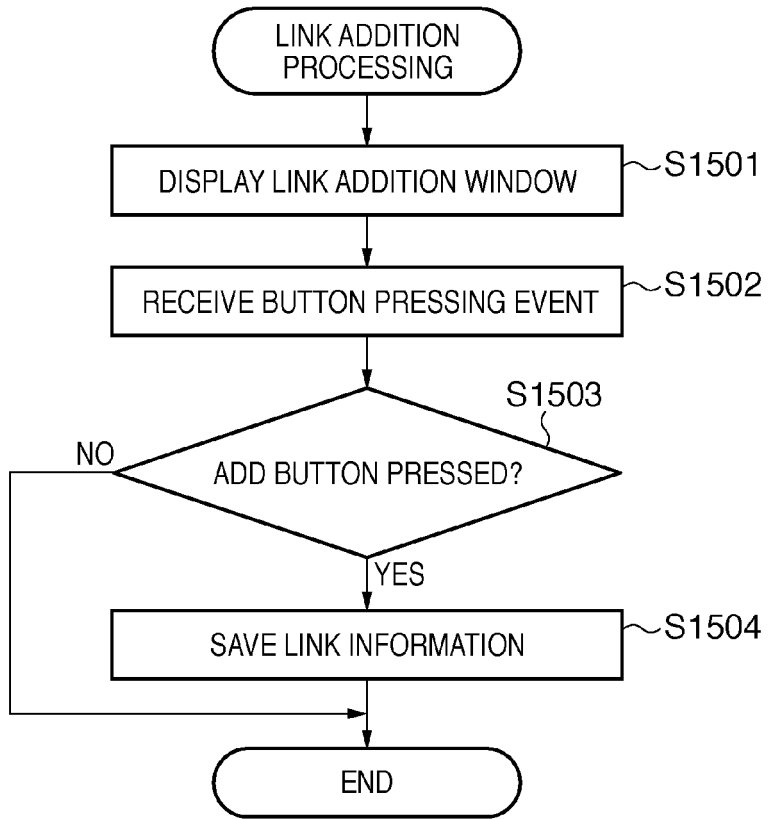 LINK ADDITION
PROCESSING
DISPLAY LINK ADDITION WINDOW
S1501
RECEIVE BUTTON PRESSING EVENT
S1502
S1503
ADD BUTTON PRESSED?
NO
YES
SAVE LINK INFORMATION
S1504
END